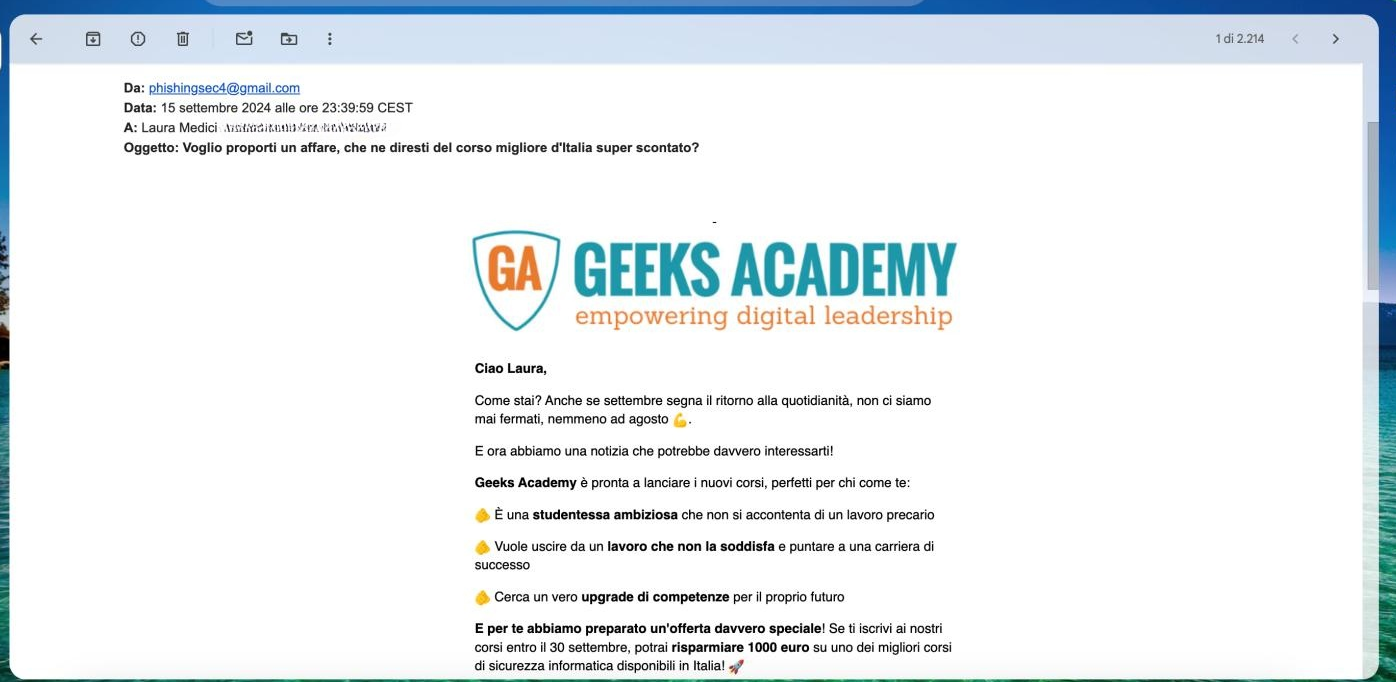 1 di 2.214
Da: phishingsec4@gmail.com
Data: 15 settembre 2024 alle ore 23:39:59 CEST
A: Laura Medici
Oggetto: Voglio proporti un affare, che ne diresti del corso migliore d'Italia super scontato?
-
GA GEEKS ACADEMY
empowering digital leadership
Ciao Laura,
Come stai? Anche se settembre segna il ritorno alla quotidianità, non ci siamo
mai fermati, nemmeno ad agosto 💪.
E ora abbiamo una notizia che potrebbe davvero interessarti!
Geeks Academy è pronta a lanciare i nuovi corsi, perfetti per chi come te:
🫵 È una studentessa ambiziosa che non si accontenta di un lavoro precario
🫵 Vuole uscire da un lavoro che non la soddisfa e puntare a una carriera di
successo
🫵 Cerca un vero upgrade di competenze per il proprio futuro
E per te abbiamo preparato un'offerta davvero speciale! Se ti iscrivi ai nostri
corsi entro il 30 settembre, potrai risparmiare 1000 euro su uno dei migliori corsi
di sicurezza informatica disponibili in Italia! 🚀